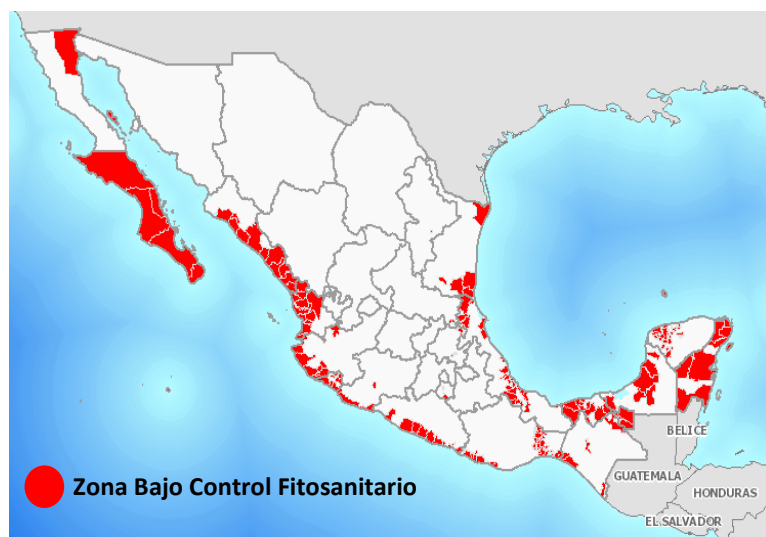 BELICE
GUATEMALA
HONDURAS
EL SALVADOR
Zona Bajo Control Fitosanitario